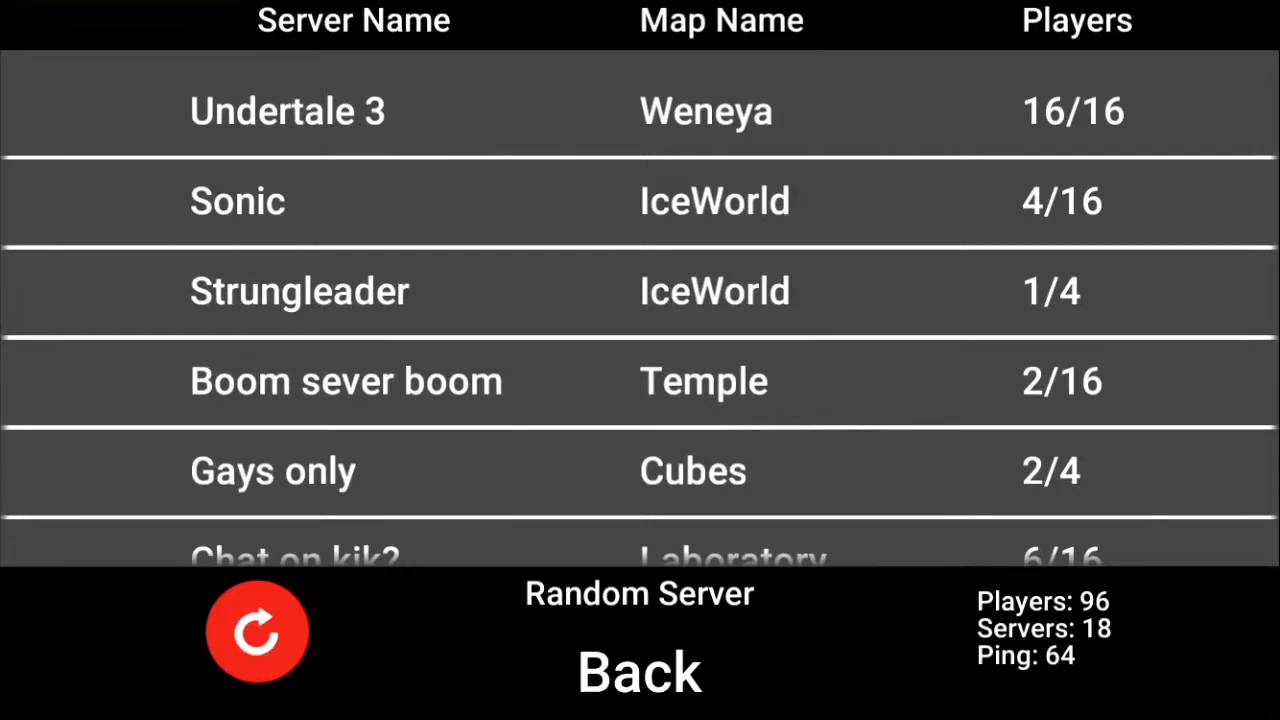 Server Name Map Name Players
Undertale 3 Weneya 16/16
Sonic IceWorld 4/16
Strungleader IceWorld 1/4
Boom sever boom Temple 2/16
Gays only Cubes 2/4
Chat on kik? Laboratory 6/16
Random Server
Players: 96
Servers: 18
Ping: 64
Back